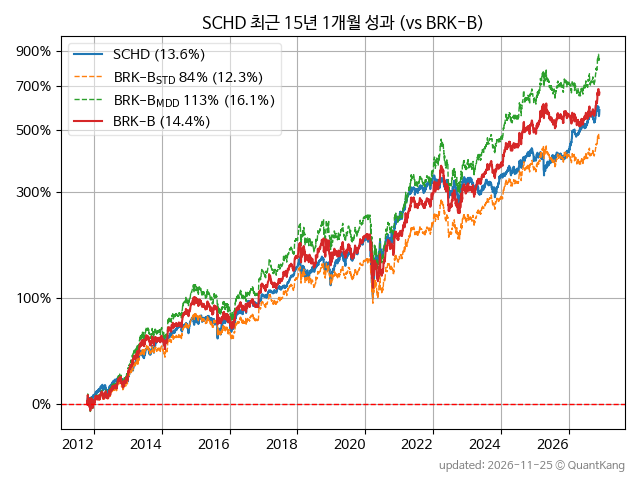 SCHD 최근 15년 1개월 성과 (vs BRK-B)
SCHD (13.6%)
BRK-BSTD 84% (12.3%)
BRK-BMDD 113% (16.1%)
BRK-B (14.4%)
900%
700%
500%
300%
100%
0%
2012 2014 2016 2018 2020 2022 2024 2026
updated: 2026-11-25 © QuantKang